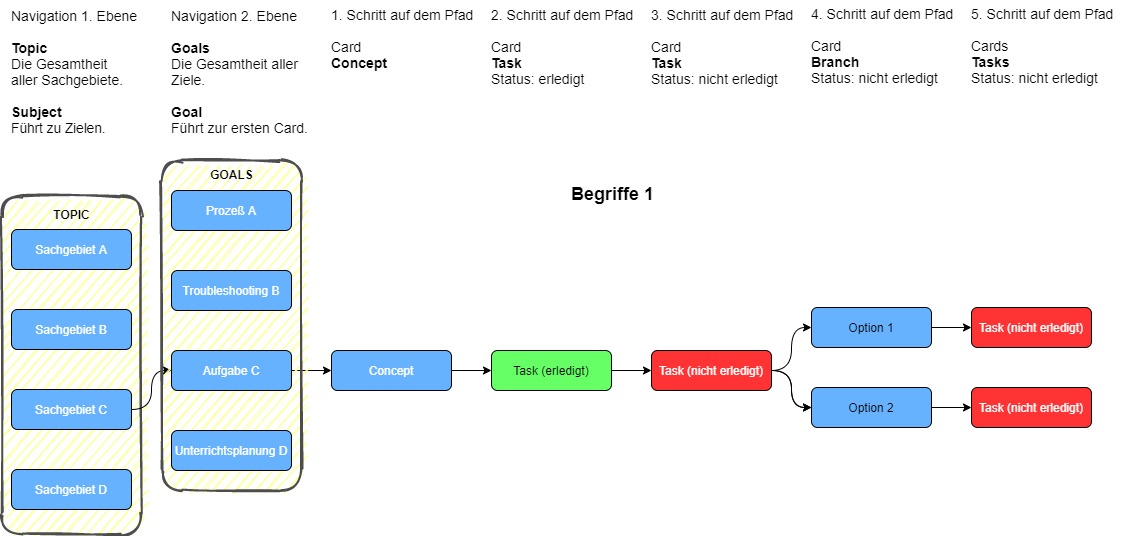 Navigation 1. Ebene
Topic
Die Gesamtheit
aller Sachgebiete.
Subject
Führt zu Zielen.
Navigation 2. Ebene
Goals
Die Gesamtheit aller
Ziele.
Goal
Führt zur ersten Card.
1. Schritt auf dem Pfad
Card
Concept
2. Schritt auf dem Pfad
Card
Task
Status: erledigt
3. Schritt auf dem Pfad
Card
Task
Status: nicht erledigt
4. Schritt auf dem Pfad
Card
Branch
Status: nicht erledigt
5. Schritt auf dem Pfad
Cards
Tasks
Status: nicht erledigt
Begriffe 1
TOPIC
Sachgebiet A
Sachgebiet B
Sachgebiet C
Sachgebiet D
GOALS
Prozeß A
Troubleshooting B
Aufgabe C
Unterrichtsplanung D
Concept
Task (erledigt)
Task (nicht erledigt)
Option 1
Task (nicht erledigt)
Option 2
Task (nicht erledigt)